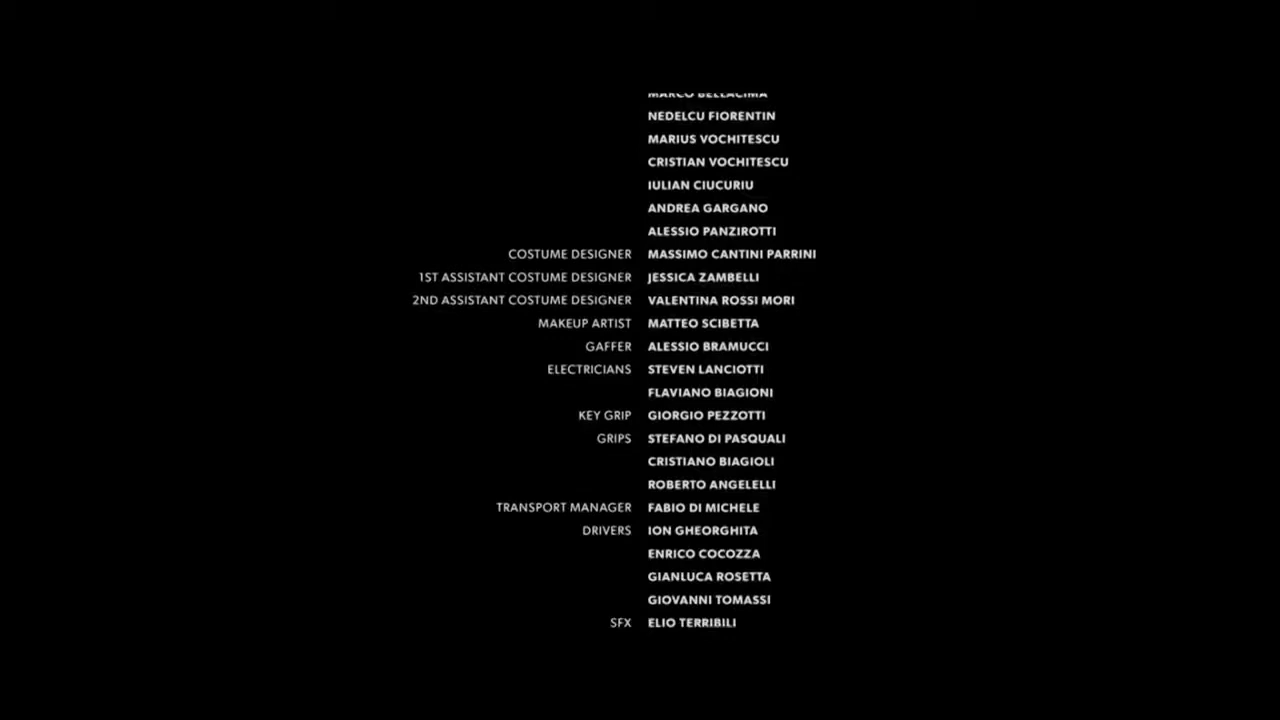 MARCO BELLACIMA
NEDELCU FIORENTIN
MARIUS VOCHITESCU
CRISTIAN VOCHITESCU
IULIAN CIUCURIU
ANDREA GARGANO
ALESSIO PANZIROTTI
COSTUME DESIGNER MASSIMO CANTINI PARRINI
1ST ASSISTANT COSTUME DESIGNER JESSICA ZAMBELLI
2ND ASSISTANT COSTUME DESIGNER VALENTINA ROSSI MORI
MAKEUP ARTIST MATTEO SCIBETTA
GAFFER ALESSIO BRAMUCCI
ELECTRICIANS STEVEN LANCIOTTI
FLAVIANO BIAGIONI
KEY GRIP GIORGIO PEZZOTTI
GRIPS STEFANO DI PASQUALI
CRISTIANO BIAGIOLI
ROBERTO ANGELELLI
TRANSPORT MANAGER FABIO DI MICHELE
DRIVERS ION GHEORGHITA
ENRICO COCOZZA
GIANLUCA ROSETTA
GIOVANNI TOMASSI
SFX ELIO TERRIBILI